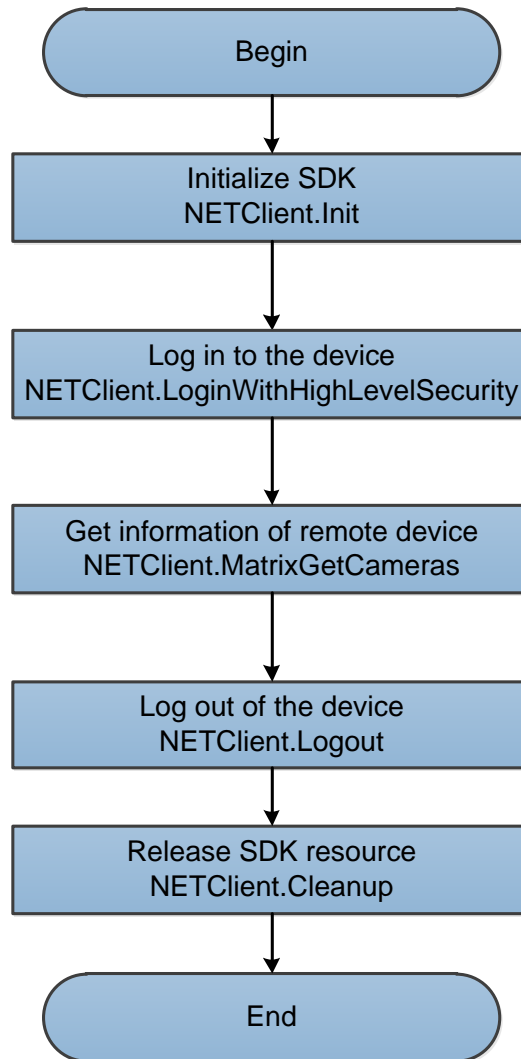 Begin
Initialize SDK
NETClient.Init
Log in to the device
NETClient.LoginWithHighLevelSecurity
Get information of remote device
NETClient.MatrixGetCameras
Log out of the device
NETClient.Logout
Release SDK resource
NETClient.Cleanup
End